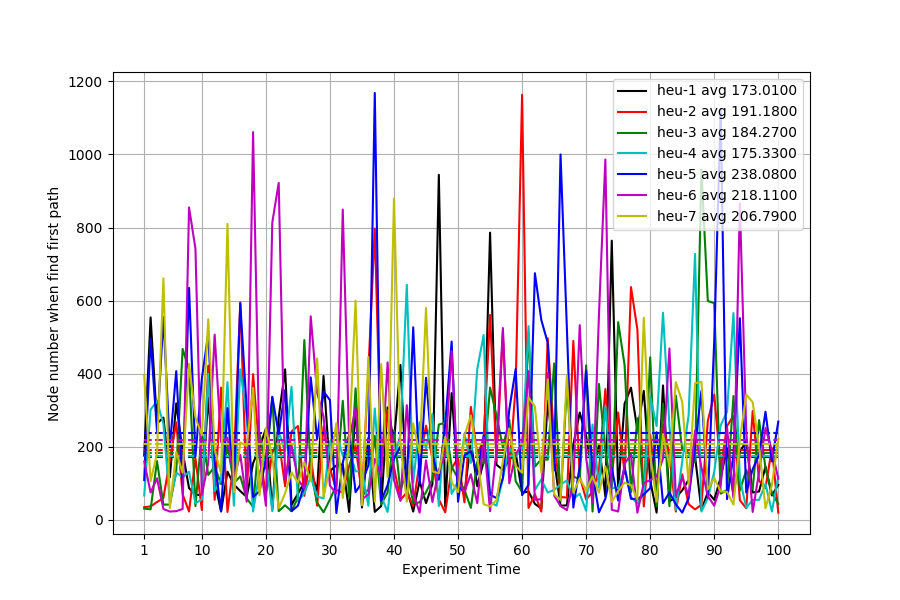 1200
1000
800
600
400
200
0
Node number when find first path
heu-1 avg 173.0100
heu-2 avg 191.1800
heu-3 avg 184.2700
heu-4 avg 175.3300
heu-5 avg 238.0800
heu-6 avg 218.1100
heu-7 avg 206.7900
1 10 20 30 40 50 60 70 80 90 100
Experiment Time